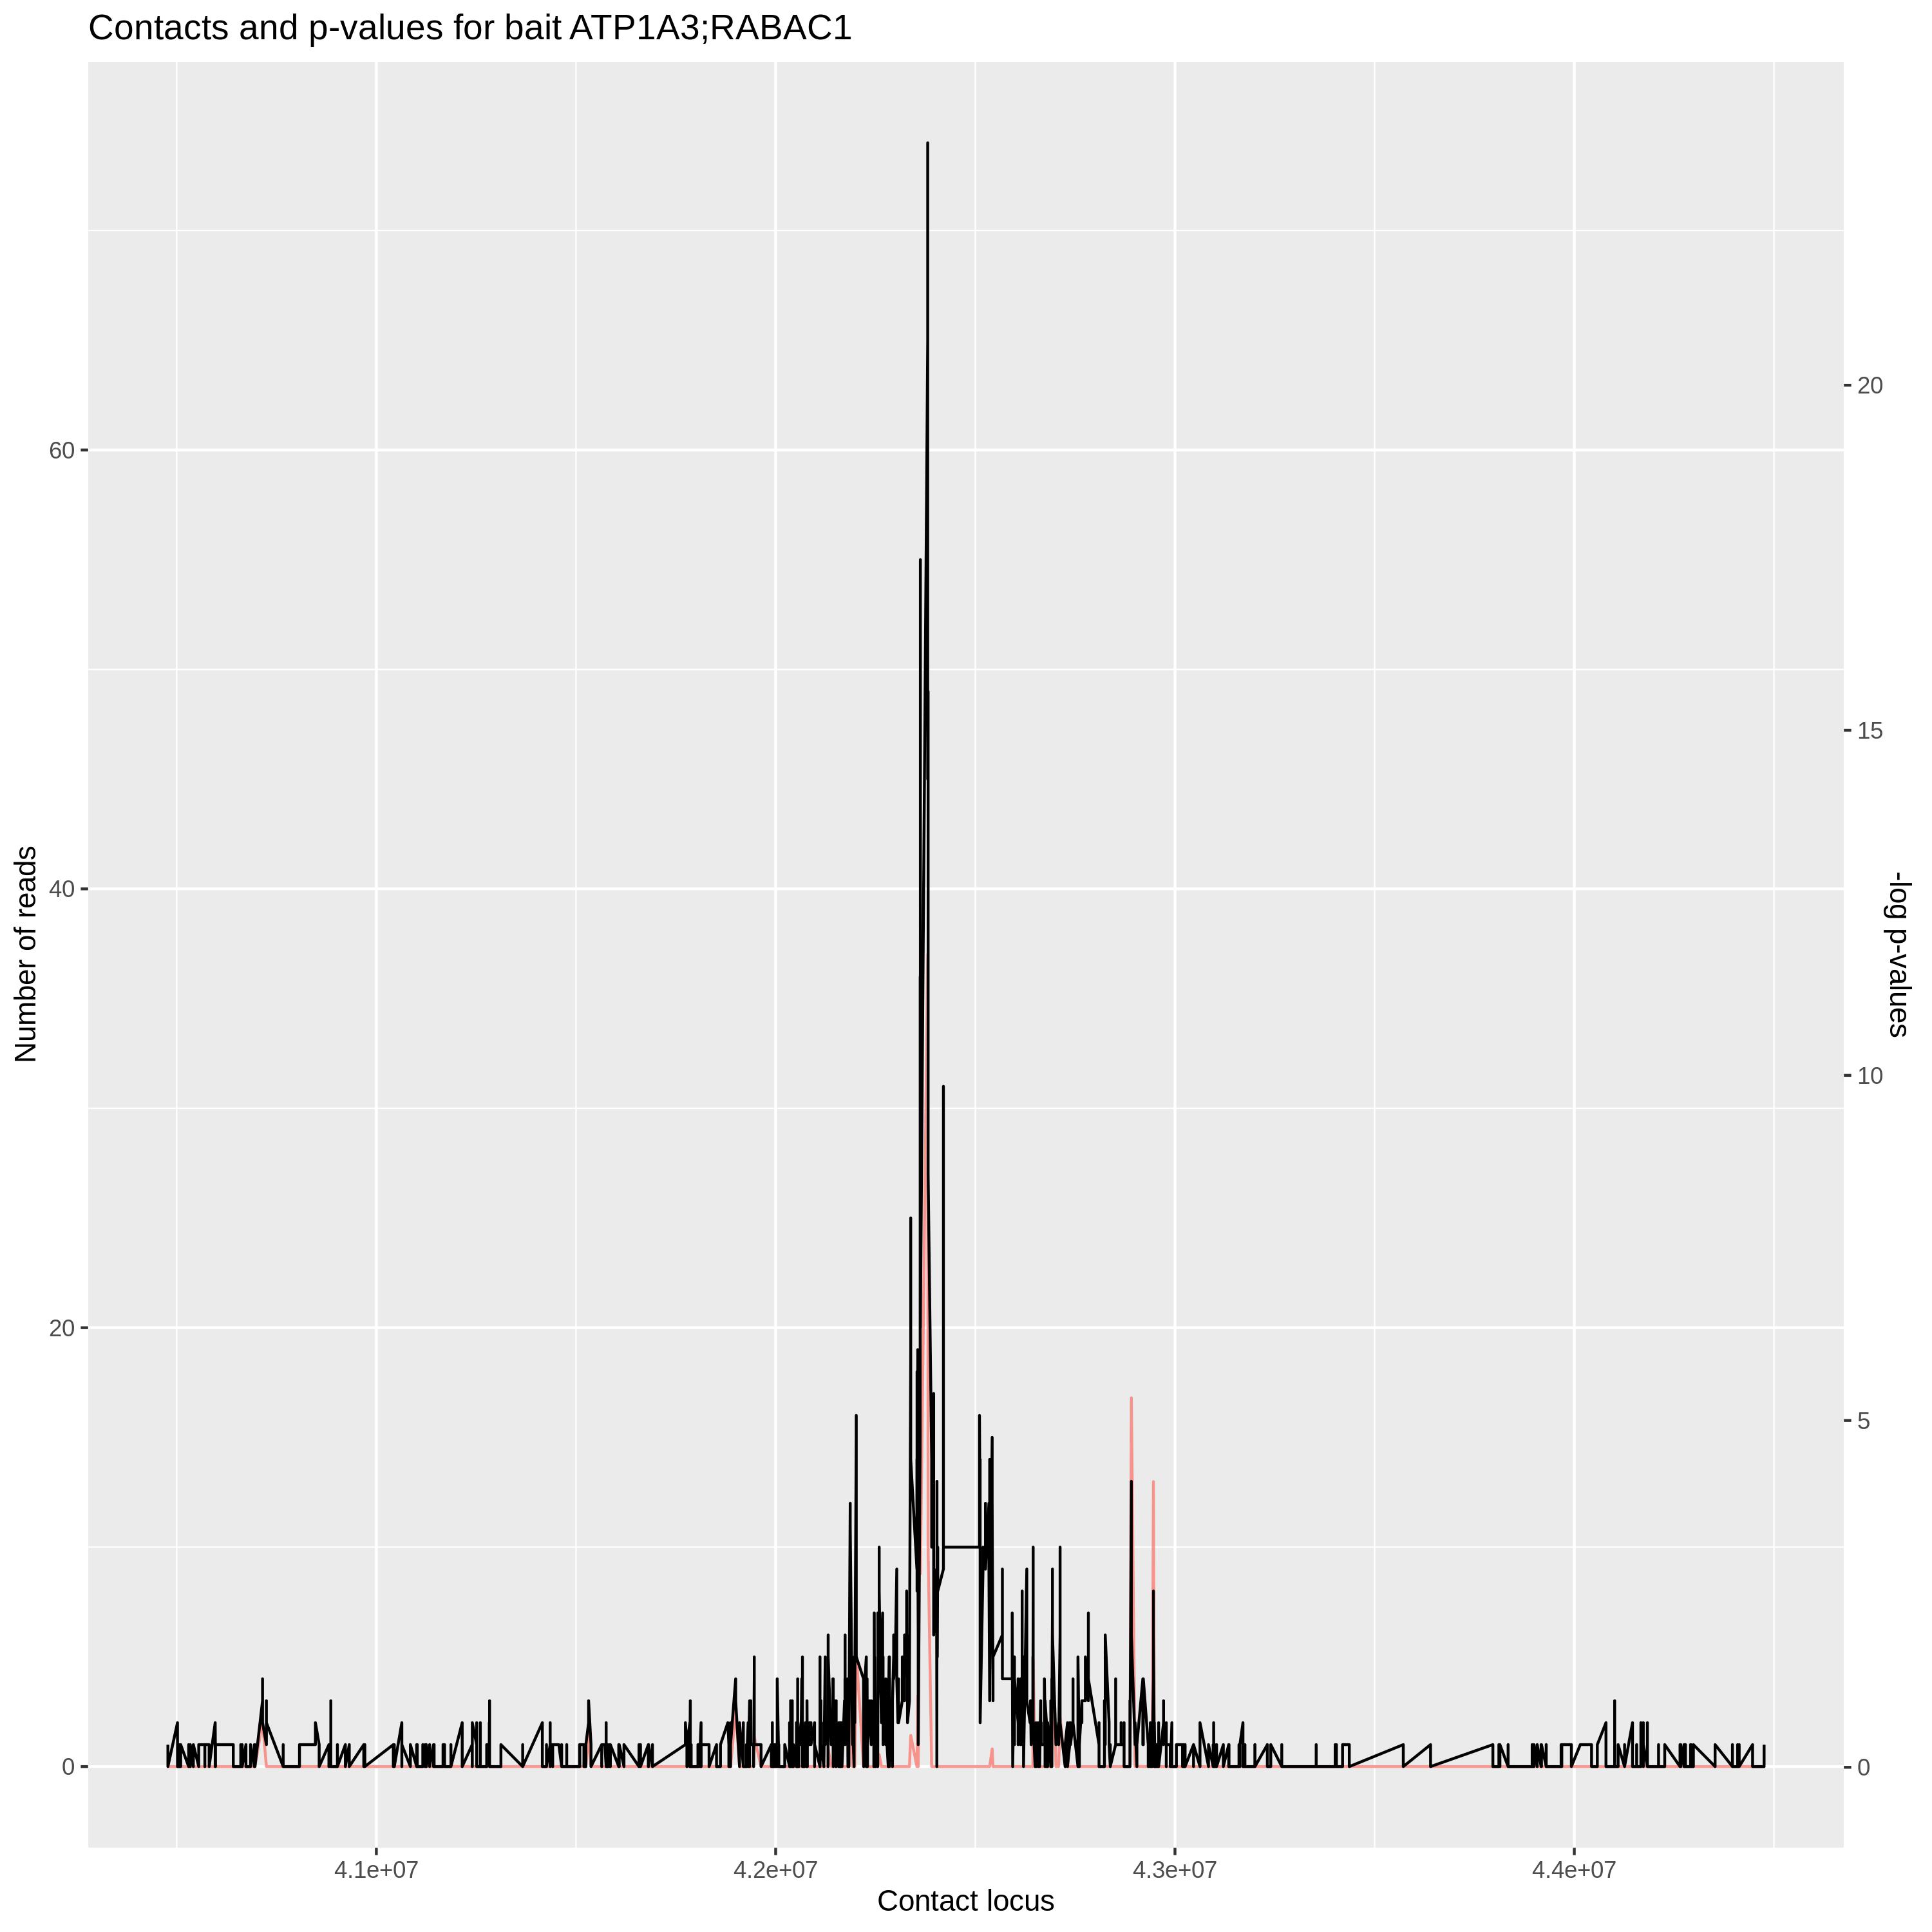 Contacts and p-values for bait ATP1A3;RABAC1
Number of reads
60
40
20
0
20
15
10
5
0
-log p-values
4.1e+07
4.2e+07
4.3e+07
4.4e+07
Contact locus